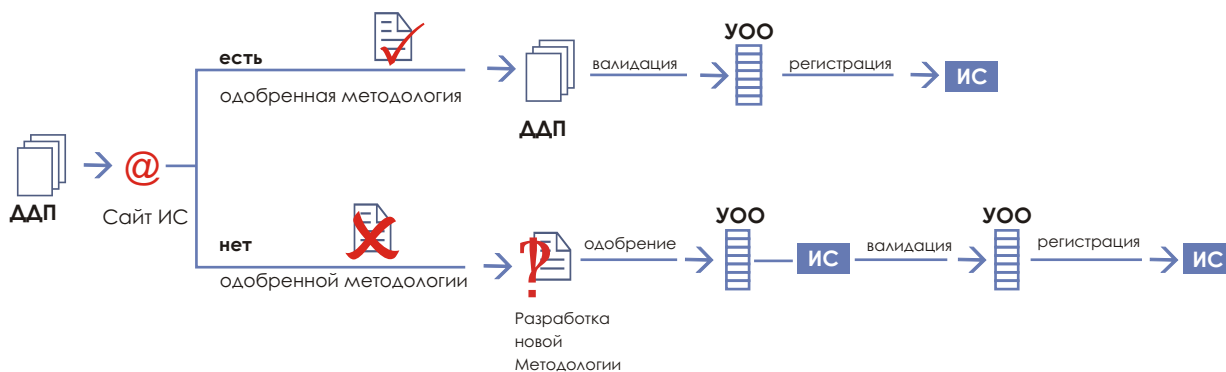 есть
одобренная методология
ДДП
валидация
УОО
регистрация
ИС
ДДП
@
Сайт ИС
нет
одобренной методологии
?
Разработка
новой
Методологии
одобрение
УОО
ИС
валидация
УОО
регистрация
ИС